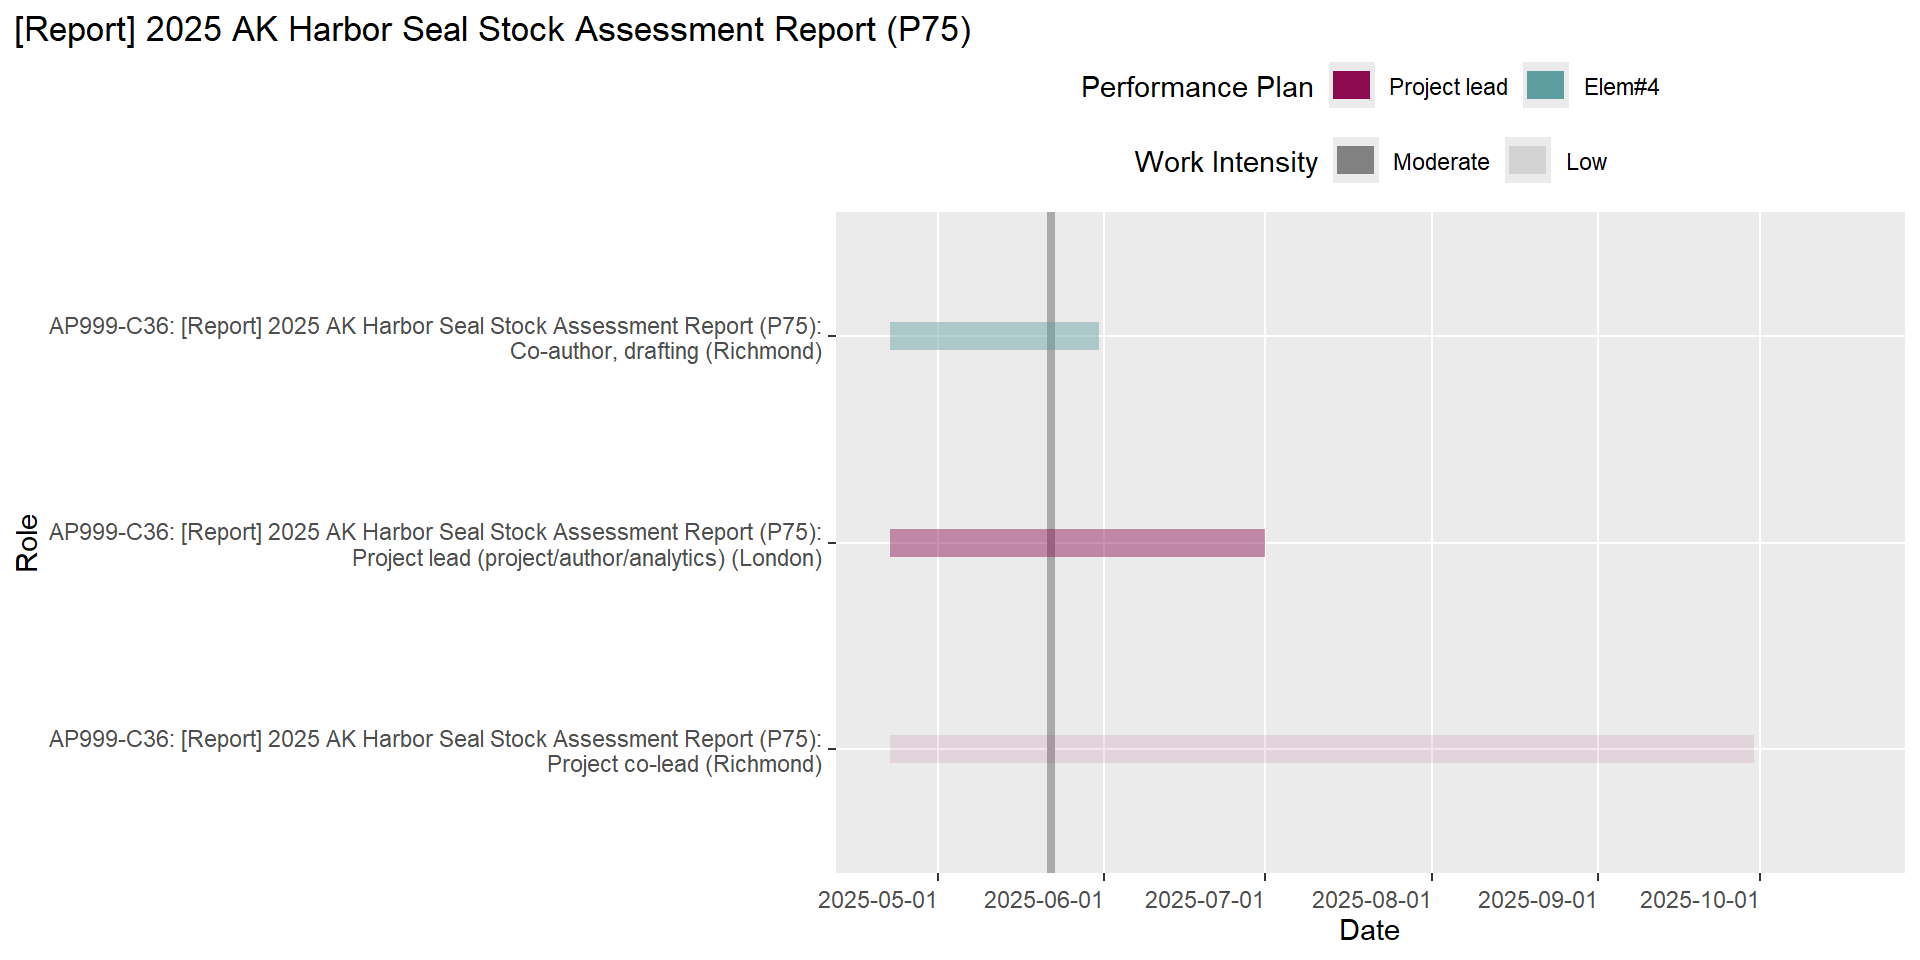 [Report] 2025 AK Harbor Seal Stock Assessment Report (P75)
Performance Plan Project lead Elem#4
Work Intensity Moderate Low
AP999-C36: [Report] 2025 AK Harbor Seal Stock Assessment Report (P75):
Co-author, drafting (Richmond)
Role
AP999-C36: [Report] 2025 AK Harbor Seal Stock Assessment Report (P75):
Project lead (project/author/analytics) (London)
AP999-C36: [Report] 2025 AK Harbor Seal Stock Assessment Report (P75):
Project co-lead (Richmond)
2025-05-01 2025-06-01 2025-07-01 2025-08-01 2025-09-01 2025-10-01
Date